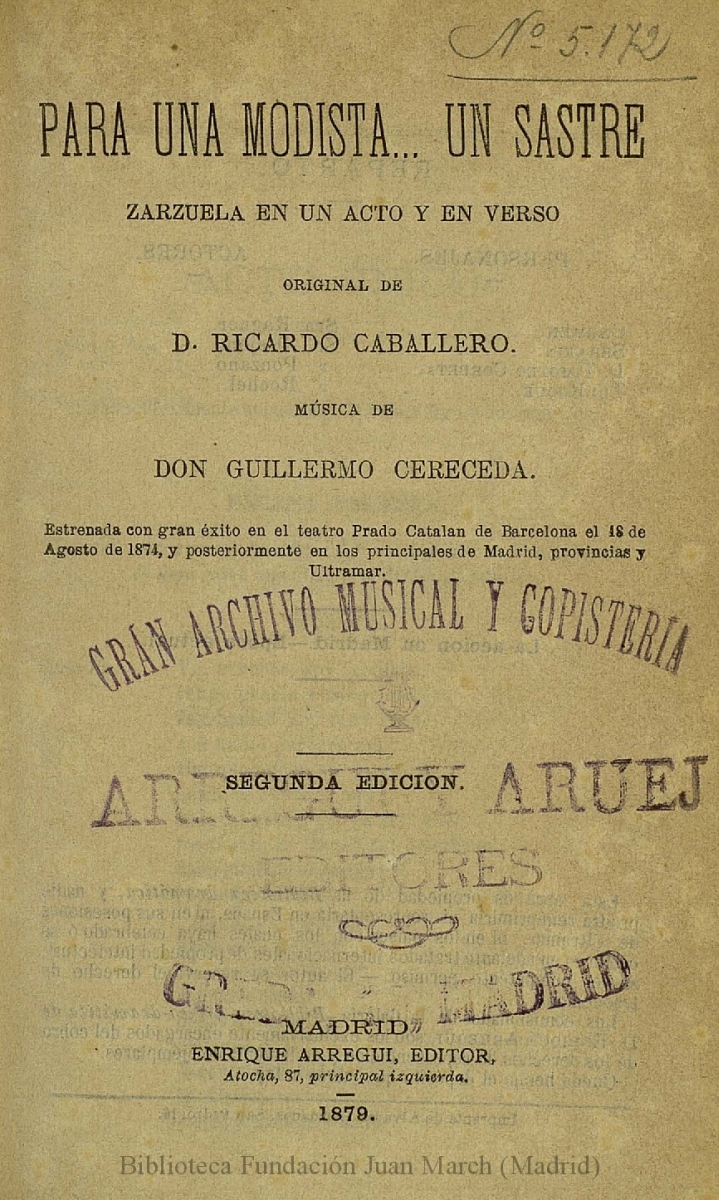 Nº 5.172
PARA UNA MODISTA... UN SASTRE
ZARZUELA EN UN ACTO Y EN VERSO
ORIGINAL DE
D. RICARDO CABALLERO.
MÚSICA DE
DON GUILLERMO CERECEDA.
Estrenada con gran éxito en el teatro Prado Catalan de Barcelona el 18 de
Agosto de 1874, y posteriormente en los principales de Madrid, provincias y
Ultramar.
GRAN ARCHIVO MUSICAL Y COPISTERIA
SEGUNDA EDICION.
Y ARUEJ
EDITORES
MADRID
MADRID
ENRIQUE ARREGUI, EDITOR,
Atocha, 87, principal izquierda.
1879.
Biblioteca Fundación Juan March (Madrid)